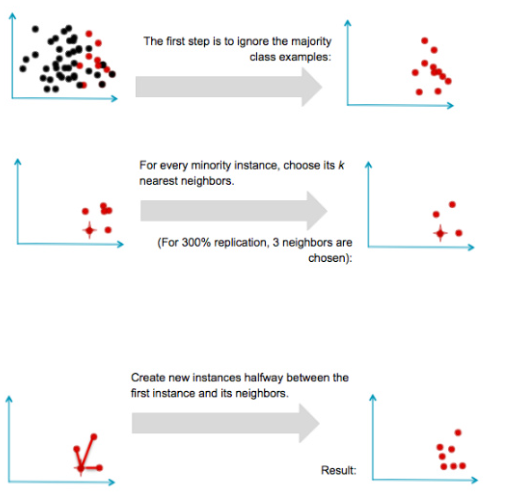 The first step is to ignore the majority
class examples:
For every minority instance, choose its k
nearest neighbors.
(For 300% replication, 3 neighbors are
chosen):
Create new instances halfway between the
first instance and its neighbors.
Result: